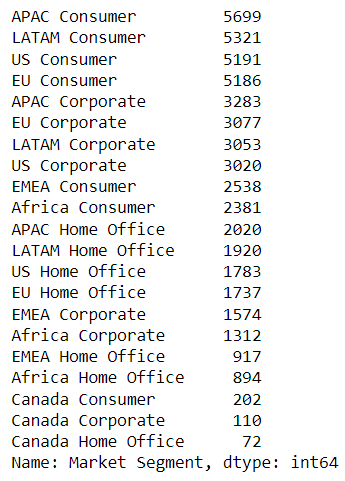 APAC Consumer 5699
LATAM Consumer 5321
US Consumer 5191
EU Consumer 5186
APAC Corporate 3283
EU Corporate 3077
LATAM Corporate 3053
US Corporate 3020
EMEA Consumer 2538
Africa Consumer 2381
APAC Home Office 2020
LATAM Home Office 1920
US Home Office 1783
EU Home Office 1737
EMEA Corporate 1574
Africa Corporate 1312
EMEA Home Office 917
Africa Home Office 894
Canada Consumer 202
Canada Corporate 110
Canada Home Office 72
Name: Market Segment, dtype: int64